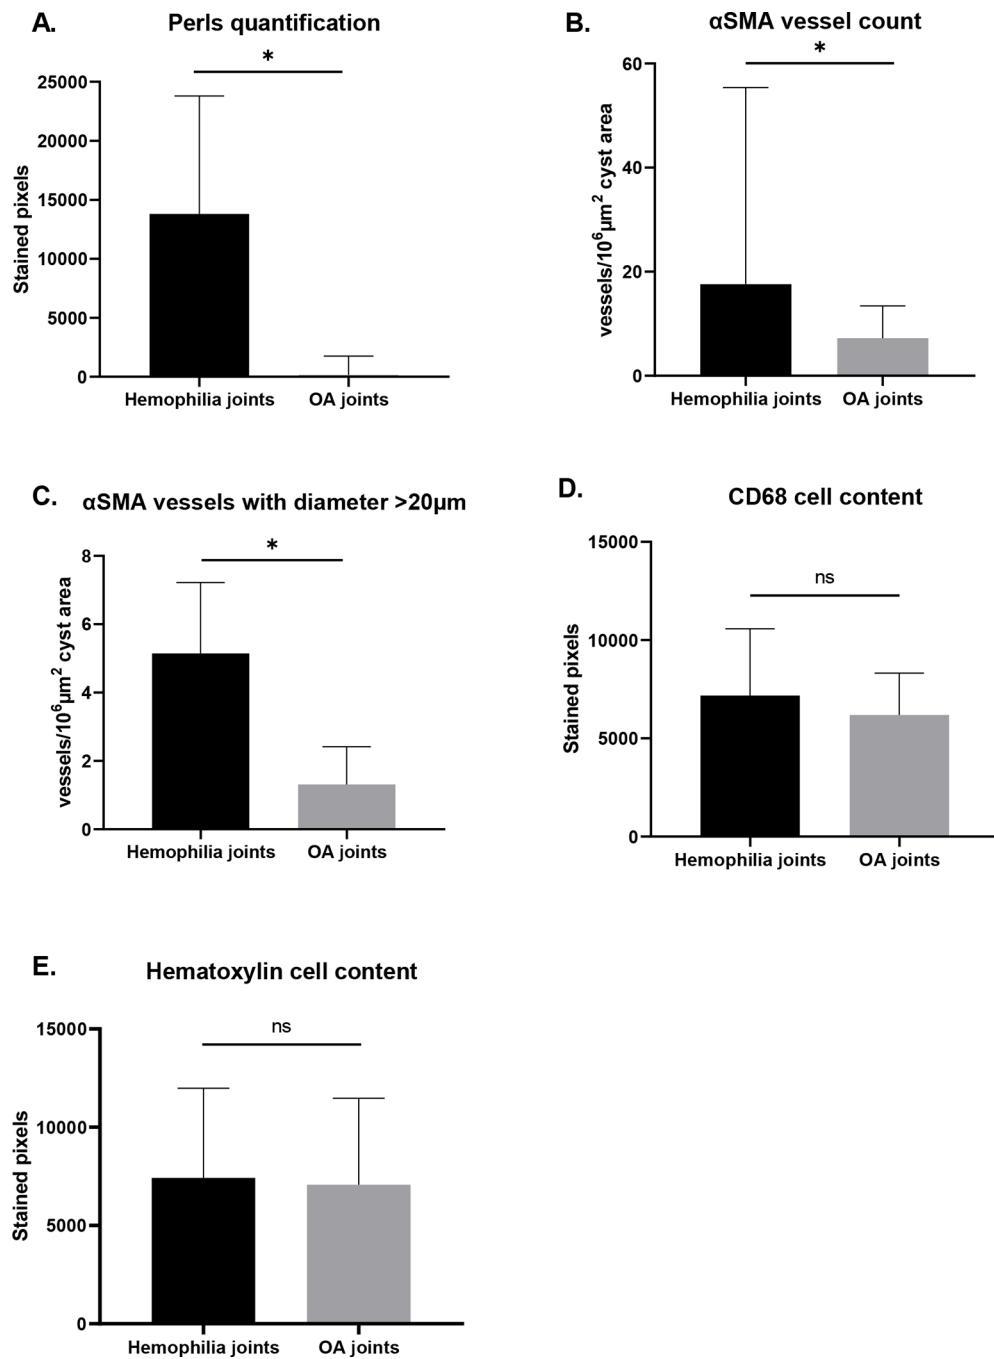 A.
Perls quantification
*
Stained pixels
25000
20000
15000
10000
5000
0
Hemophilia joints
OA joints
B.
αSMA vessel count
*
vessels/10⁶µm² cyst area
60
40
20
0
Hemophilia joints
OA joints
C.
αSMA vessels with diameter >20µm
*
vessels/10⁶µm² cyst area
8
6
4
2
0
Hemophilia joints
OA joints
D.
CD68 cell content
ns
Stained pixels
15000
10000
5000
0
Hemophilia joints
OA joints
E.
Hematoxylin cell content
ns
Stained pixels
15000
10000
5000
0
Hemophilia joints
OA joints